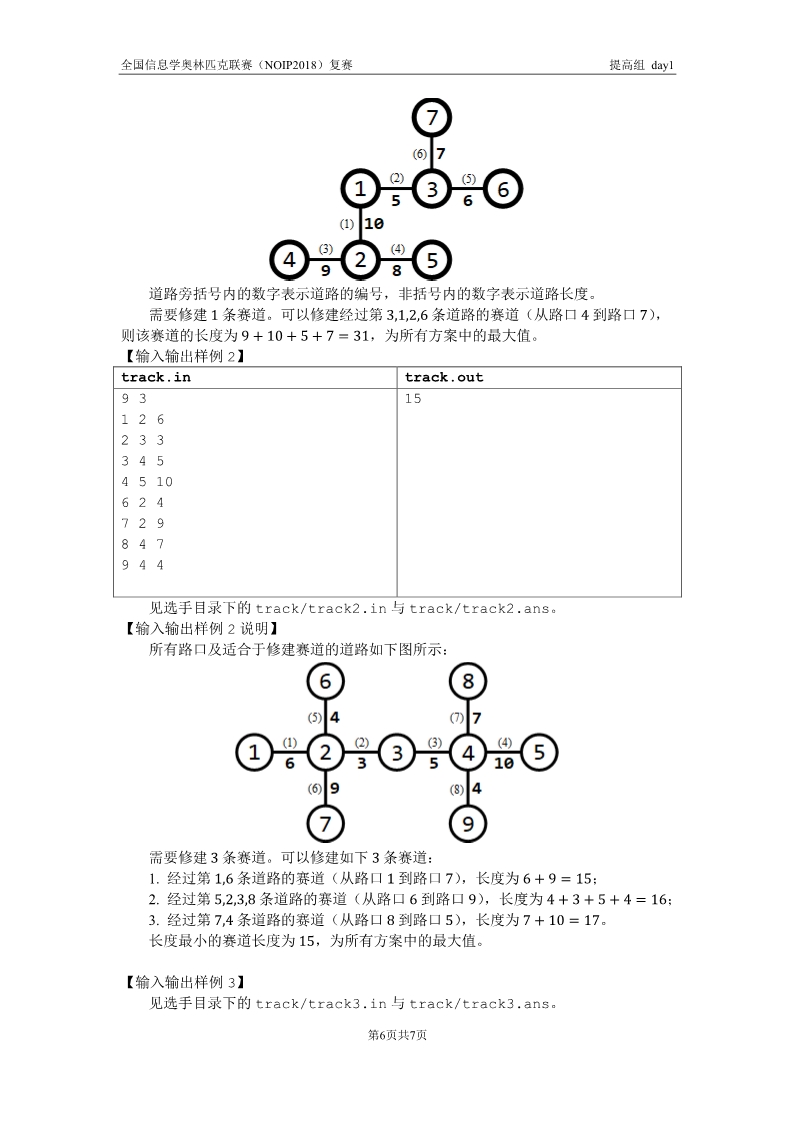 全国信息学奥林匹克联赛（NOIP2018）复赛 提高组 day1
7
(6) 7
1 (2) 5 3 (5) 6 6
(1) 10
4 (3) 9 2 (4) 8 5
道路旁括号内的数字表示道路的编号，非括号内的数字表示道路长度。
需要修建 1 条赛道。可以修建经过第 3,1,2,6 条道路的赛道（从路口 4 到路口 7），
则该赛道的长度为 9 + 10 + 5 + 7 = 31，为所有方案中的最大值。
【输入输出样例 2】
track.in track.out
9 3 15
1 2 6
2 3 3
3 4 5
4 5 10
6 2 4
7 2 9
8 4 7
9 4 4
见选手目录下的 track/track2.in 与 track/track2.ans。
【输入输出样例 2 说明】
所有路口及适合于修建赛道的道路如下图所示：
6 8
(5) 4 (7) 7
1 (1) 6 2 (2) 3 3 (3) 5 4 (4) 10 5
(6) 9 (8) 4
7 9
需要修建 3 条赛道。可以修建如下 3 条赛道：
1. 经过第 1,6 条道路的赛道（从路口 1 到路口 7），长度为 6 + 9 = 15；
2. 经过第 5,2,3,8 条道路的赛道（从路口 6 到路口 9），长度为 4 + 3 + 5 + 4 = 16；
3. 经过第 7,4 条道路的赛道（从路口 8 到路口 5），长度为 7 + 10 = 17。
长度最小的赛道长度为 15，为所有方案中的最大值。
【输入输出样例 3】
见选手目录下的 track/track3.in 与 track/track3.ans。
第6页共7页